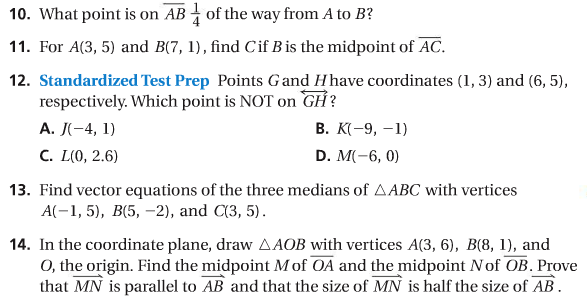 10. What point is on AB 1/4 of the way from A to B?
11. For A(3, 5) and B(7, 1), find C if B is the midpoint of AC.
12. Standardized Test Prep Points G and H have coordinates (1, 3) and (6, 5),
respectively. Which point is NOT on GH?
A. J(−4, 1) B. K(−9, −1)
C. L(0, 2.6) D. M(−6, 0)
13. Find vector equations of the three medians of △ABC with vertices
A(−1, 5), B(5, −2), and C(3, 5).
14. In the coordinate plane, draw △AOB with vertices A(3, 6), B(8, 1), and
O, the origin. Find the midpoint M of OA and the midpoint N of OB. Prove
that MN is parallel to AB and that the size of MN is half the size of AB.